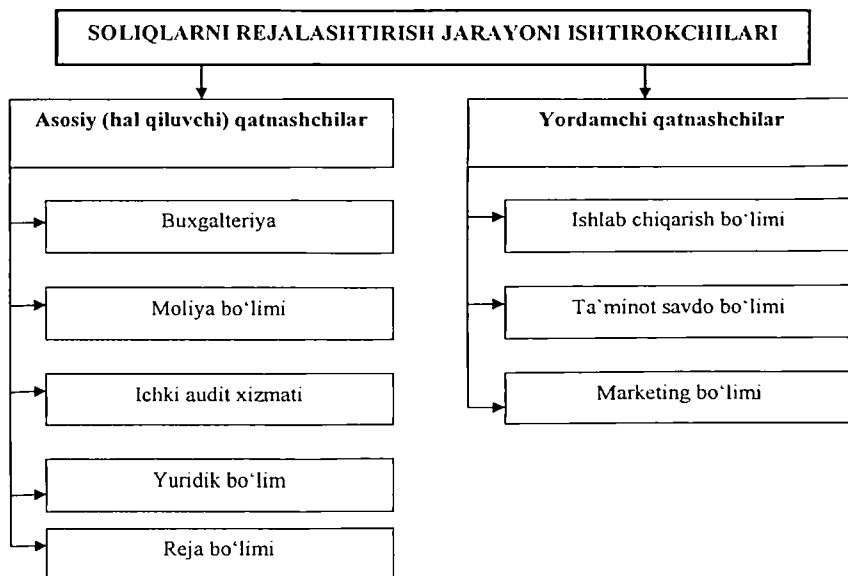 SOLIQLARNI REJALASHTIRISH JARAYONI ISHTIROKCHILARI
Asosiy (hal qiluvchi) qatnashchilar
Buxgalteriya
Moliya bo‘limi
Ichki audit xizmati
Yuridik bo‘lim
Reja bo‘limi
Yordamchi qatnashchilar
Ishlab chiqarish bo‘limi
Ta`minot savdo bo‘limi
Marketing bo‘limi